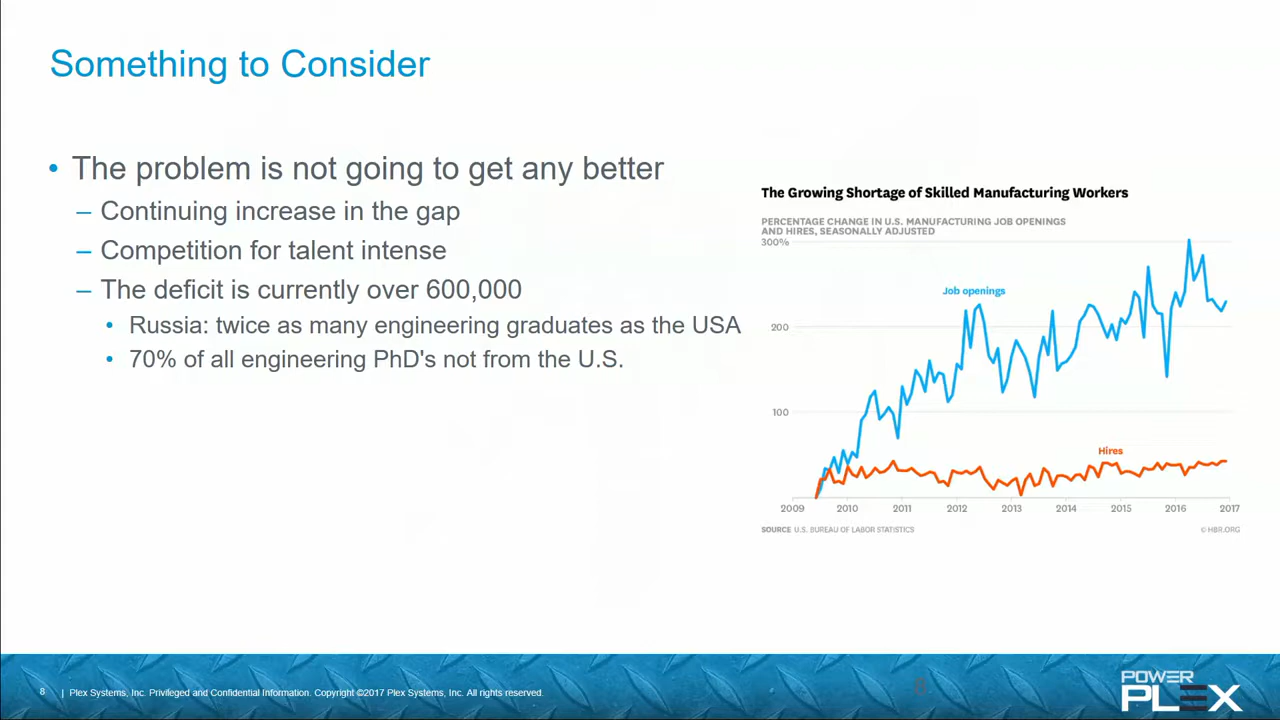 Something to Consider
• The problem is not going to get any better
– Continuing increase in the gap
– Competition for talent intense
– The deficit is currently over 600,000
• Russia: twice as many engineering graduates as the USA
• 70% of all engineering PhD's not from the U.S.
The Growing Shortage of Skilled Manufacturing Workers
PERCENTAGE CHANGE IN U.S. MANUFACTURING JOB OPENINGS
AND HIRES, SEASONALLY ADJUSTED
300%
Job openings
200
100
Hires
2009 2010 2011 2012 2013 2014 2015 2016 2017
SOURCE U.S. BUREAU OF LABOR STATISTICS © HBR.ORG
8 | Plex Systems, Inc. Privileged and Confidential Information. Copyright ©2017 Plex Systems, Inc. All rights reserved.
POWER
PLEX